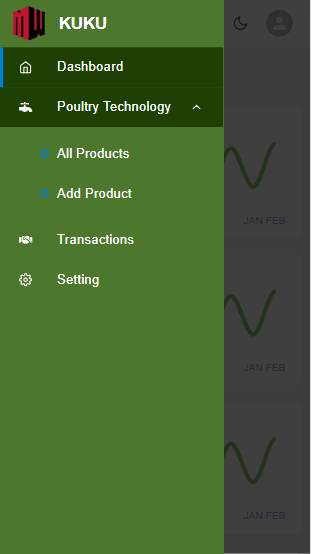 KUKU
Dashboard
Poultry Technology
All Products
Add Product
Transactions
Setting
JAN FEB
JAN FEB
JAN FEB